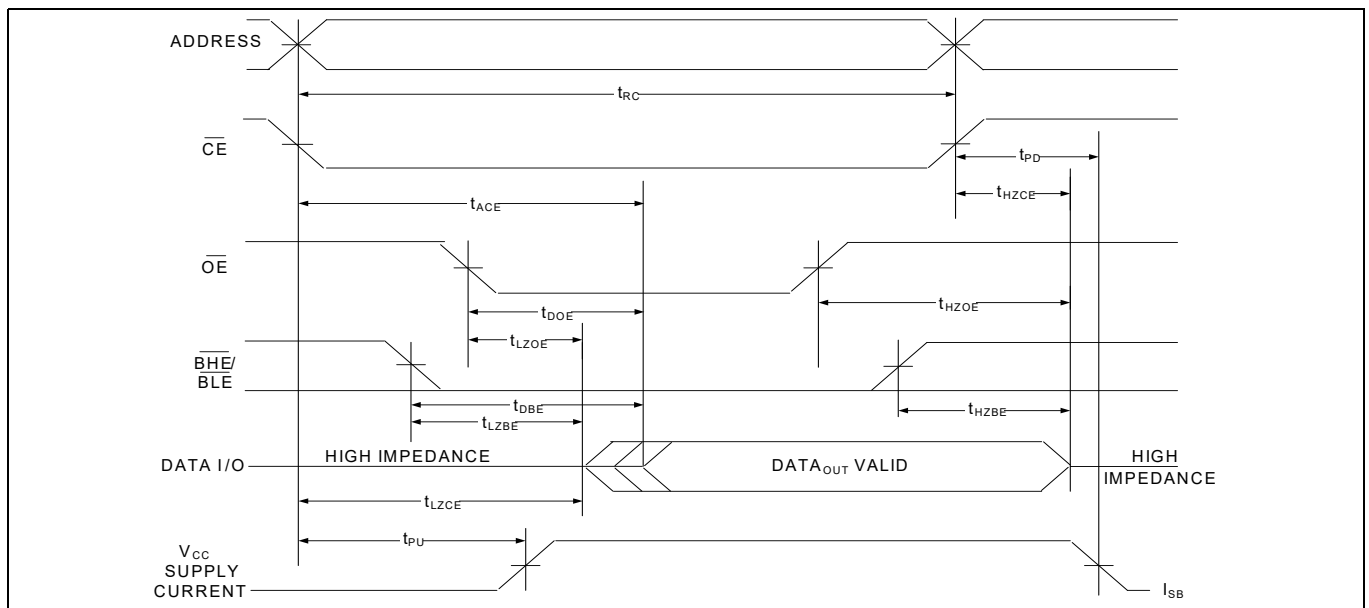 ADDRESS
tRC
CE
tPD
tHZCE
tACE
OE
tDOE
tHZOE
tLZOE
BHE/
BLE
tDBE
tHZBE
tLZBE
DATA I/O
HIGH IMPEDANCE
DATAOUT VALID
HIGH
IMPEDANCE
tLZCE
tPU
VCC
SUPPLY
CURRENT
ISB